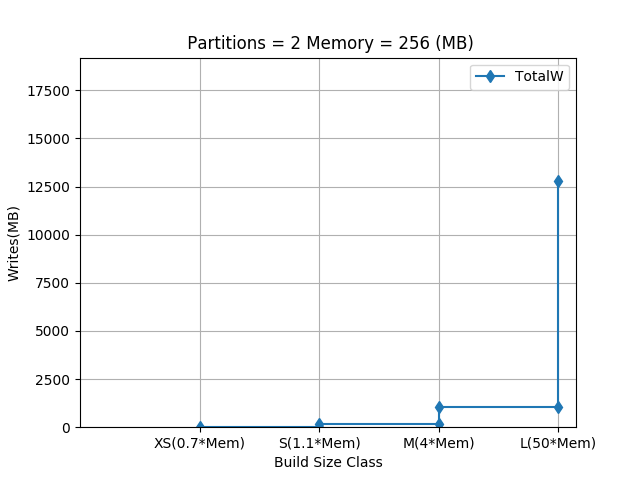 Partitions = 2 Memory = 256 (MB)
TotalW
17500
15000
12500
10000
7500
5000
2500
0
Writes(MB)
XS(0.7*Mem) S(1.1*Mem) M(4*Mem) L(50*Mem)
Build Size Class